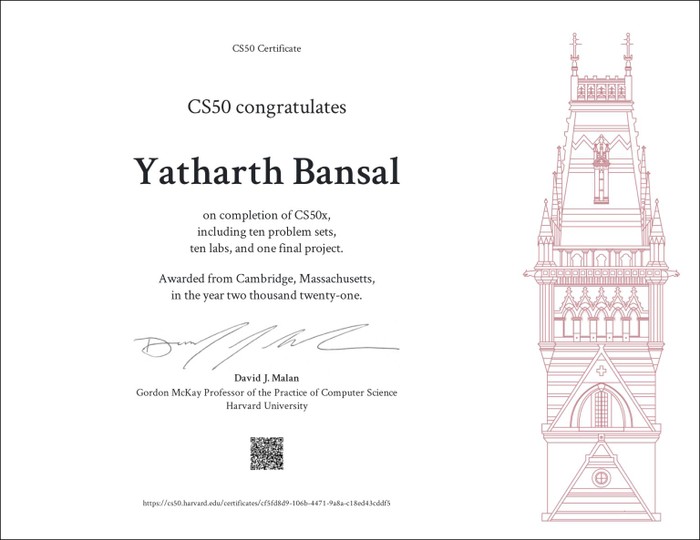 CS50 Certificate
CS50 congratulates
Yatharth Bansal
on completion of CS50x,
including ten problem sets,
ten labs, and one final project.
Awarded from Cambridge, Massachusetts,
in the year two thousand twenty-one.
David J. Malan
Gordon McKay Professor of the Practice of Computer Science
Harvard University
https://cs50.harvard.edu/certificates/cf5fd8d9-106b-4471-9a8a-c18ed43cddf5